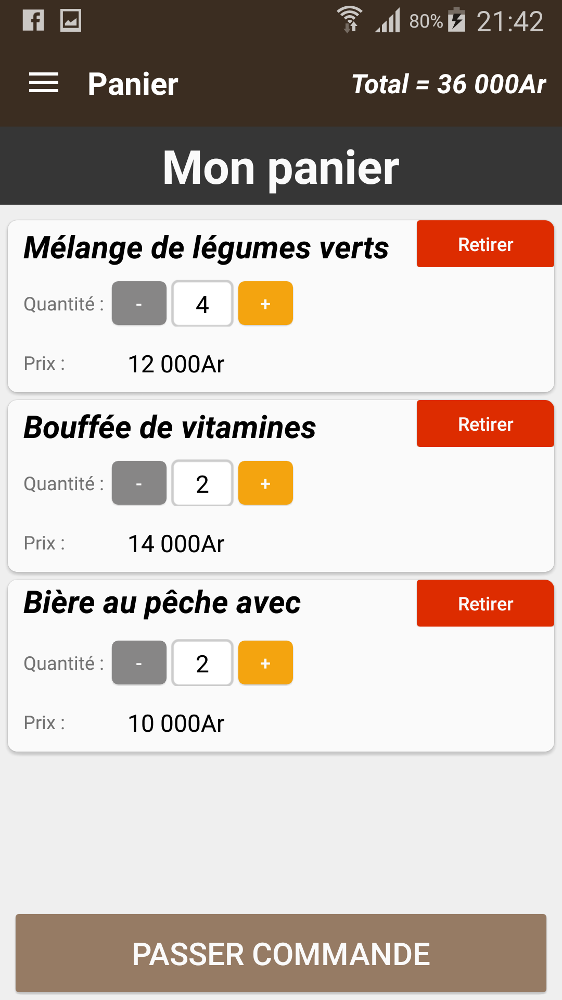 80% 21:42
Panier Total = 36 000Ar
Mon panier
Mélange de légumes verts Retirer
Quantité : - 4 +
Prix : 12 000Ar
Bouffée de vitamines Retirer
Quantité : - 2 +
Prix : 14 000Ar
Bière au pêche avec Retirer
Quantité : - 2 +
Prix : 10 000Ar
PASSER COMMANDE